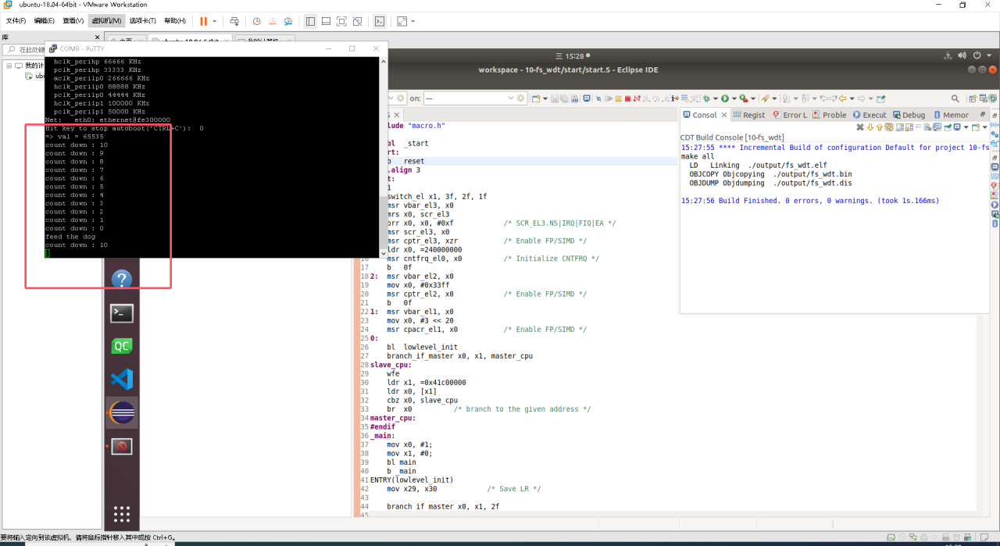 ubuntu-18.04-64bit - VMware Workstation
文件(F) 编辑(E) 查看(V) 虚拟机(M) 选项卡(T) 帮助(H)
库
COM8 - PuTTY
hclk_perihp 66666 KHz
pclk_perihp 33333 KHz
aclk_perilp0 266666 KHz
hclk_perilp0 88888 KHz
pclk_perilp0 44444 KHz
hclk_perilp1 100000 KHz
pclk_perilp1 50000 KHz
Net: eth0: ethernet@fe300000
Hit key to stop autoboot('CTRL+C'): 0
=> val = 65535
count down : 10
count down : 9
count down : 8
count down : 7
count down : 6
count down : 5
count down : 4
count down : 3
count down : 2
count down : 1
count down : 0
feed the dog
count down : 10
我的计
ubu
三 15:28
workspace - 10-fs_wdt/start/start.S - Eclipse IDE
on: —
lude "macro.h"
bl _start
rt:
b reset
.align 3
t:
1
switch_el x1, 3f, 2f, 1f
msr vbar_el3, x0
mrs x0, scr_el3
orr x0, x0, #0xf /* SCR_EL3.NS|IRQ|FIQ|EA */
msr scr_el3, x0
msr cptr_el3, xzr /* Enable FP/SIMD */
ldr x0, =240000000
16 msr cntfrq_el0, x0 /* Initialize CNTFRQ */
17 b 0f
18 2: msr vbar_el2, x0
19 mov x0, #0x33ff
20 msr cptr_el2, x0 /* Enable FP/SIMD */
21 b 0f
22 1: msr vbar_el1, x0
23 mov x0, #3 << 20
24 msr cpacr_el1, x0 /* Enable FP/SIMD */
25 0:
26 bl lowlevel_init
27 branch_if_master x0, x1, master_cpu
28 slave_cpu:
29 wfe
30 ldr x1, =0x41c00000
31 ldr x0, [x1]
32 cbz x0, slave_cpu
33 br x0 /* branch to the given address */
34 master_cpu:
35 #endif
36 _main:
37 mov x0, #1;
38 mov x1, #0;
39 bl main
40 b _main
41 ENTRY(lowlevel_init)
42 mov x29, x30 /* Save LR */
43
44 branch_if_master x0, x1, 2f
45
Consol Regist Error L Proble Execut Debug Memor
CDT Build Console [10-fs_wdt]
15:27:55 **** Incremental Build of configuration Default for project 10-fs
make all
LD Linking ./output/fs_wdt.elf
OBJCOPY Objcopying ./output/fs_wdt.bin
OBJDUMP Objdumping ./output/fs_wdt.dis
15:27:56 Build Finished. 0 errors, 0 warnings. (took 1s.166ms)
QC
要将输入定向到该虚拟机，请将鼠标指针移入其中或按 Ctrl+G。